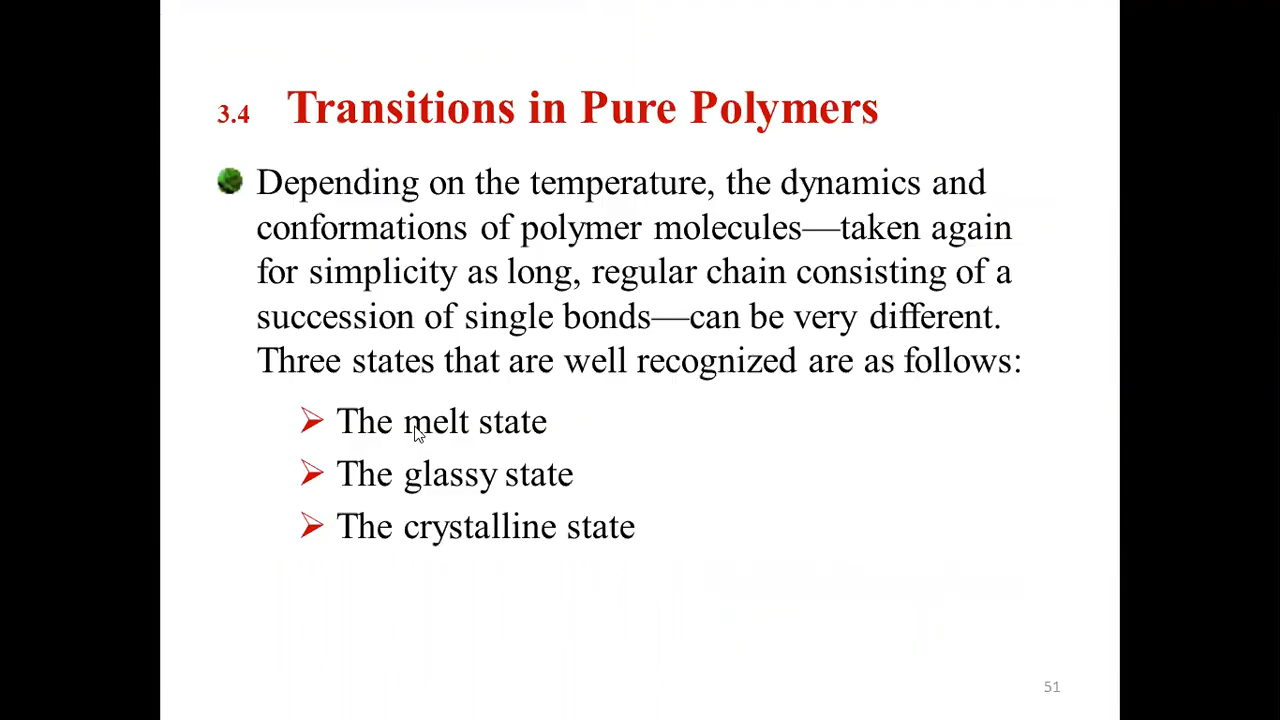 3.4 Transitions in Pure Polymers
Depending on the temperature, the dynamics and
conformations of polymer molecules—taken again
for simplicity as long, regular chain consisting of a
succession of single bonds—can be very different.
Three states that are well recognized are as follows:
The melt state
The glassy state
The crystalline state
51